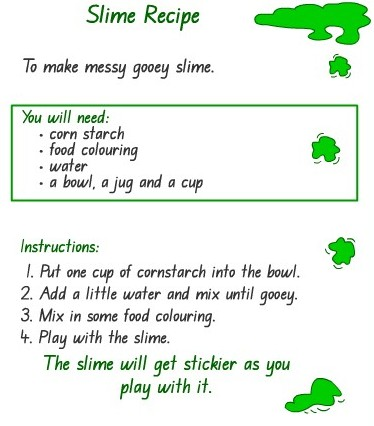 Slime Recipe
To make messy gooey slime.
You will need:
• corn starch
• food colouring
• water
• a bowl, a jug and a cup
Instructions:
1. Put one cup of cornstarch into the bowl.
2. Add a little water and mix until gooey.
3. Mix in some food colouring.
4. Play with the slime.
The slime will get stickier as you
play with it.